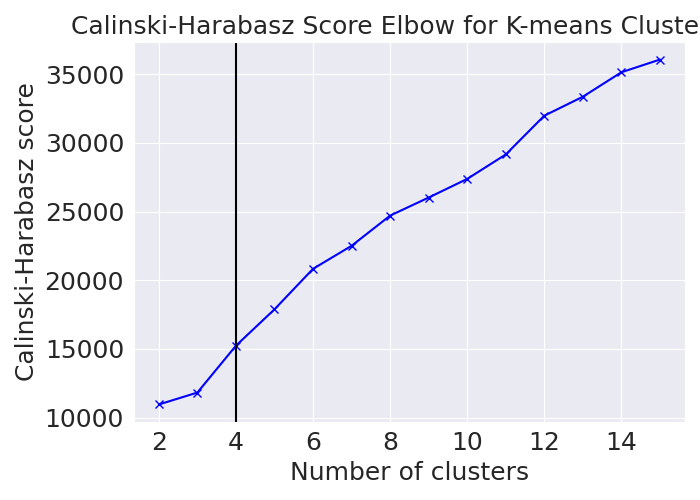 Calinski-Harabasz Score Elbow for K-means Cluste
35000
30000
25000
20000
15000
10000
Calinski-Harabasz score
2 4 6 8 10 12 14
Number of clusters